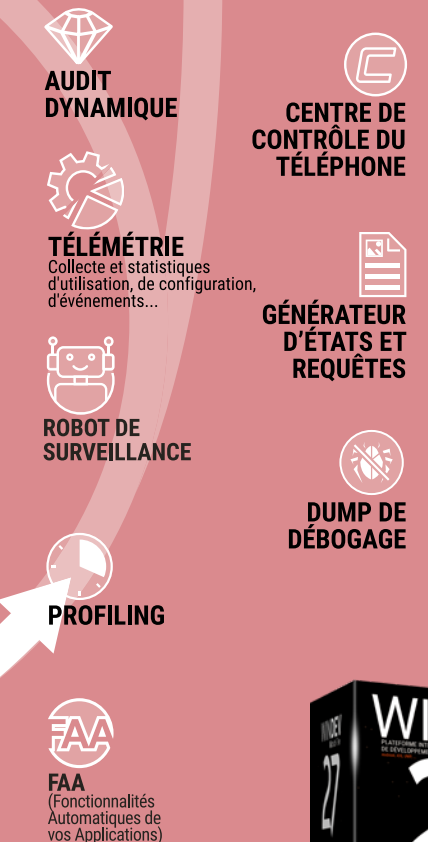 AUDIT
DYNAMIQUE
C
CENTRE DE
CONTRÔLE DU
TÉLÉPHONE
TÉLÉMÉTRIE
Collecte et statistiques
d'utilisation, de configuration,
d'événements...
GÉNÉRATEUR
D'ÉTATS ET
REQUÊTES
ROBOT DE
SURVEILLANCE
DUMP DE
DÉBOGAGE
PROFILING
FAA
FAA
(Fonctionnalités
Automatiques de
vos Applications)
WINDEV
27
WI
PLATEFORME INT
DE DÉVELOPPEM
2